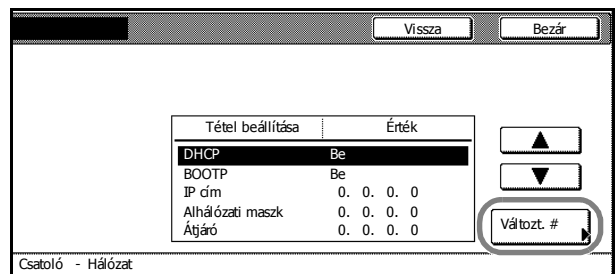 Vissza Bezár
Tétel beállítása Érték
DHCP Be
BOOTP Be
IP cím 0. 0. 0. 0
Alhálózati maszk 0. 0. 0. 0
Átjáró 0. 0. 0. 0
Változt. #
Csatoló - Hálózat